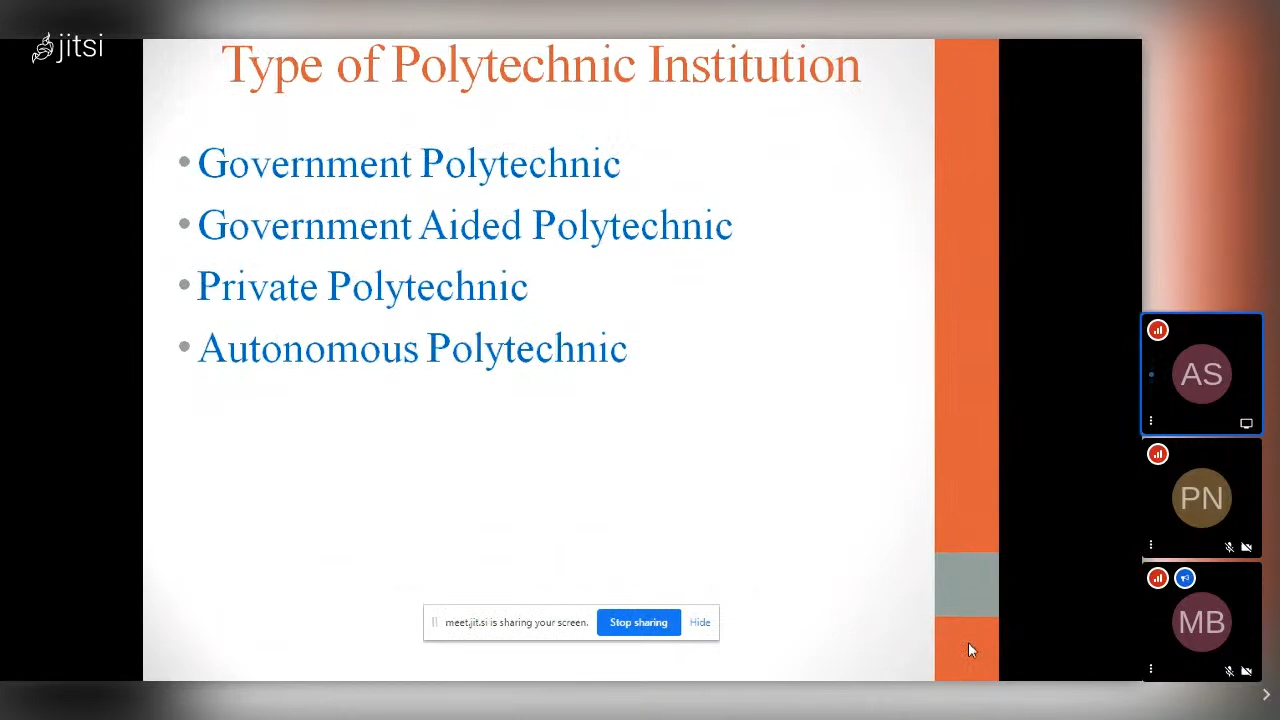 jitsi
Type of Polytechnic Institution
• Government Polytechnic
• Government Aided Polytechnic
• Private Polytechnic
• Autonomous Polytechnic
AS
PN
MB
meet.jit.si is sharing your screen. Stop sharing Hide